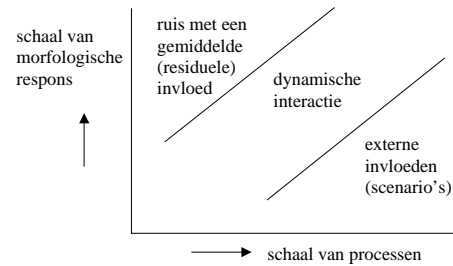 schaal van
morfologische
respons
ruis met een
gemiddelde
(residuele)
invloed
dynamische
interactie
externe
invloeden
(scenario's)
schaal van processen